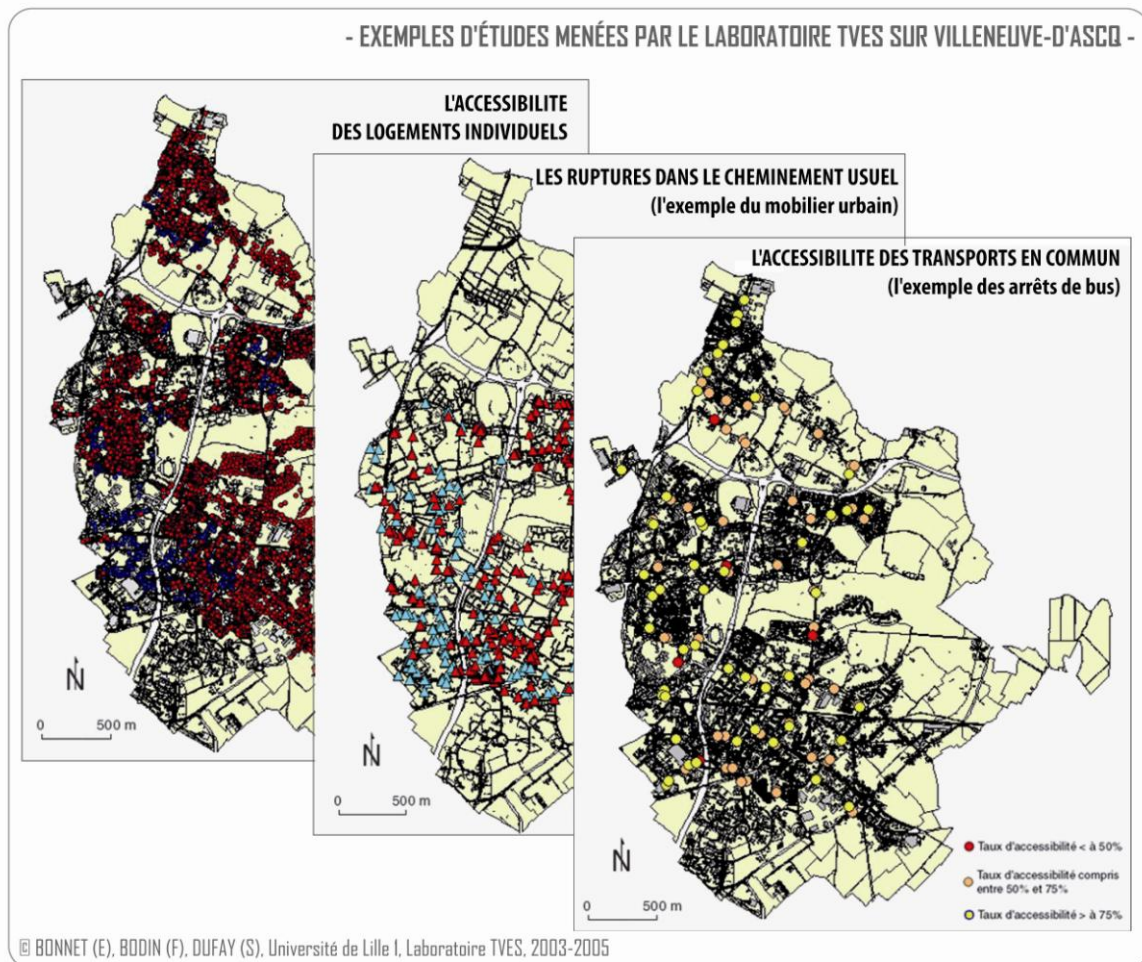 - EXEMPLES D'ÉTUDES MENÉES PAR LE LABORATOIRE TVES SUR VILLENEUVE-D'ASCQ -
L'ACCESSIBILITE
DES LOGEMENTS INDIVIDUELS
N
0 500 m
LES RUPTURES DANS LE CHEMINEMENT USUEL
(l'exemple du mobilier urbain)
N
0 500 m
L'ACCESSIBILITE DES TRANSPORTS EN COMMUN
(l'exemple des arrêts de bus)
N
0 500 m
Taux d'accessibilité < à 50%
Taux d'accessibilité compris
entre 50% et 75%
Taux d'accessibilité > à 75%
© BONNET (E), BODIN (F), DUFAY (S), Université de Lille 1, Laboratoire TVES, 2003-2005